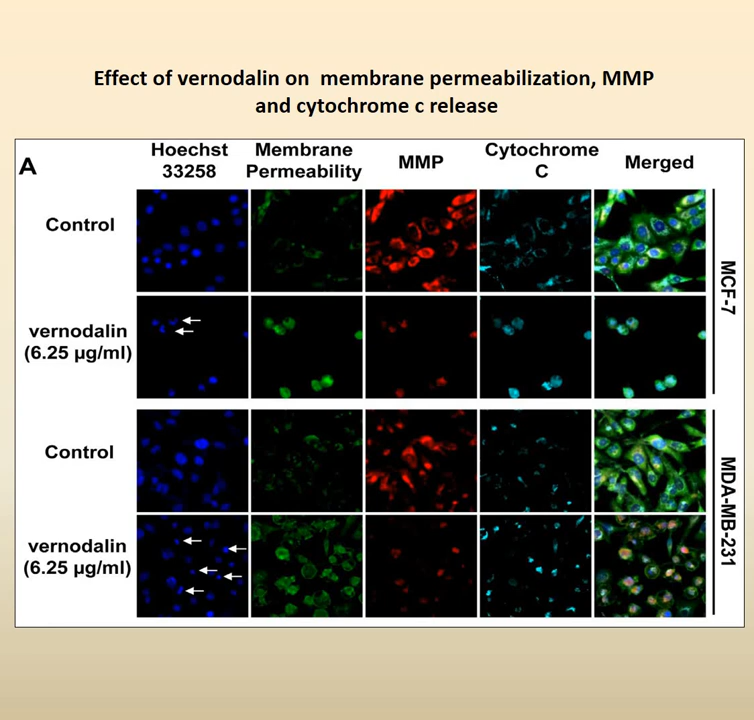 Effect of vernodalin on membrane permeabilization, MMP
and cytochrome c release
A
Hoechst
33258
Membrane
Permeability
MMP
Cytochrome
C
Merged
Control
vernodalin
(6.25 µg/ml)
MCF-7
Control
vernodalin
(6.25 µg/ml)
MDA-MB-231